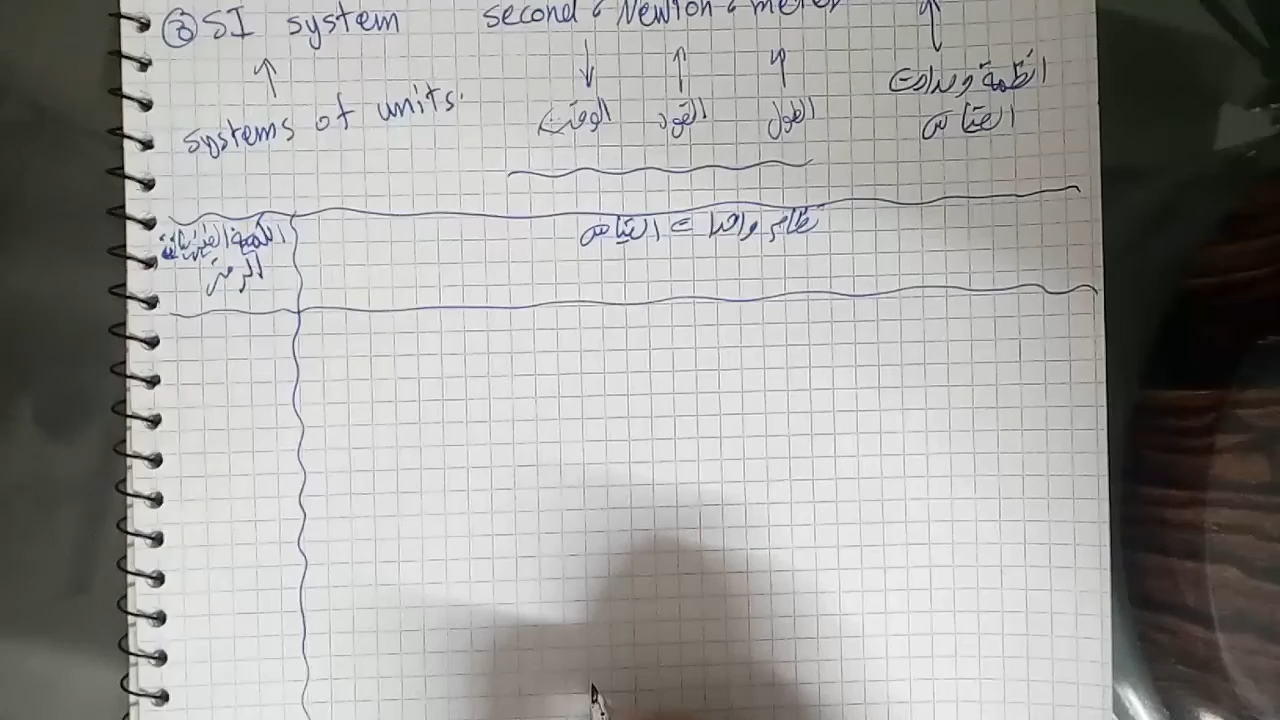 ③ SI system second ، Newton ، meter
systems of units. الوقت القوة الطول أنظمة وحدات
القياس
الكمية الفيزيائية نظام وحدات القياس
الرمز